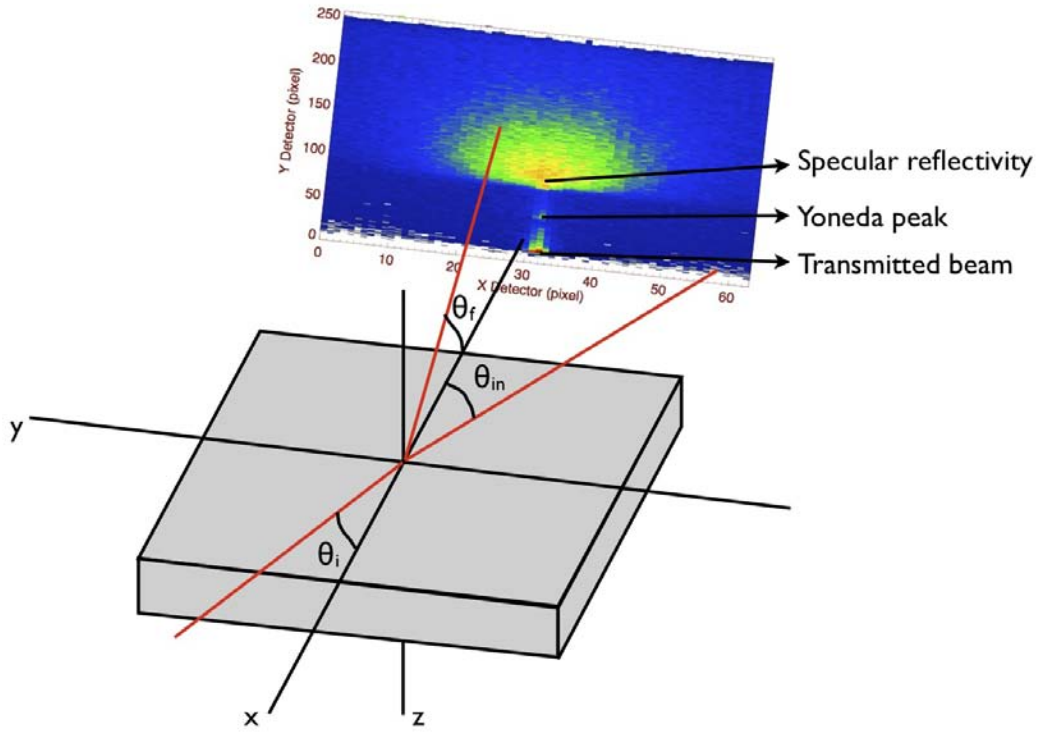 250
200
150
100
50
0
Y Detector (pixel)
0
10
20
30
40
50
60
X Detector (pixel)
Specular reflectivity
Yoneda peak
Transmitted beam
θf
θin
y
θi
x
z